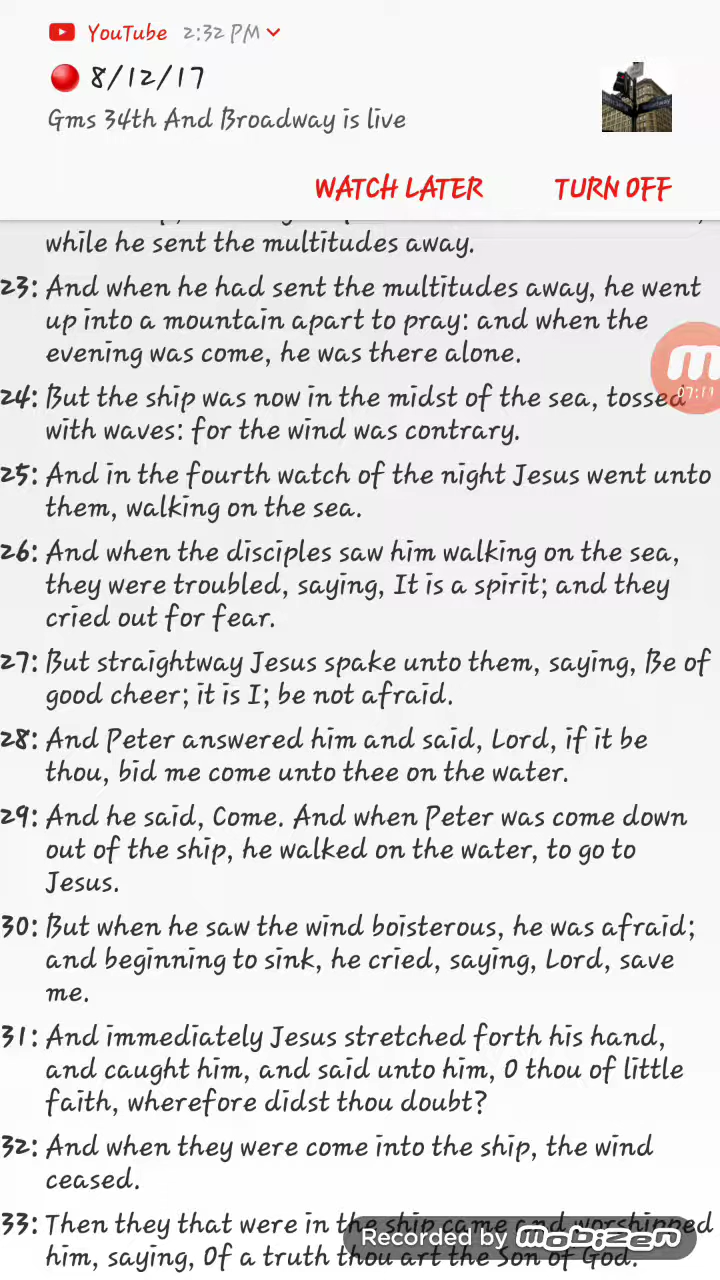 YouTube 2:32 PM
8/12/17
Gms 34th And Broadway is live
Broadway
WATCH LATER TURN OFF
while he sent the multitudes away.
23: And when he had sent the multitudes away, he went
up into a mountain apart to pray: and when the
evening was come, he was there alone.
24: But the ship was now in the midst of the sea, tossed
with waves: for the wind was contrary.
07:11
25: And in the fourth watch of the night Jesus went unto
them, walking on the sea.
26: And when the disciples saw him walking on the sea,
they were troubled, saying, It is a spirit; and they
cried out for fear.
27: But straightway Jesus spake unto them, saying, Be of
good cheer; it is I; be not afraid.
28: And Peter answered him and said, Lord, if it be
thou, bid me come unto thee on the water.
29: And he said, Come. And when Peter was come down
out of the ship, he walked on the water, to go to
Jesus.
30: But when he saw the wind boisterous, he was afraid;
and beginning to sink, he cried, saying, Lord, save
me.
31: And immediately Jesus stretched forth his hand,
and caught him, and said unto him, O thou of little
faith, wherefore didst thou doubt?
32: And when they were come into the ship, the wind
ceased.
33: Then they that were in the ship came and worshipped
him, saying, Of a truth thou art the Son of God.
Recorded by mobizen